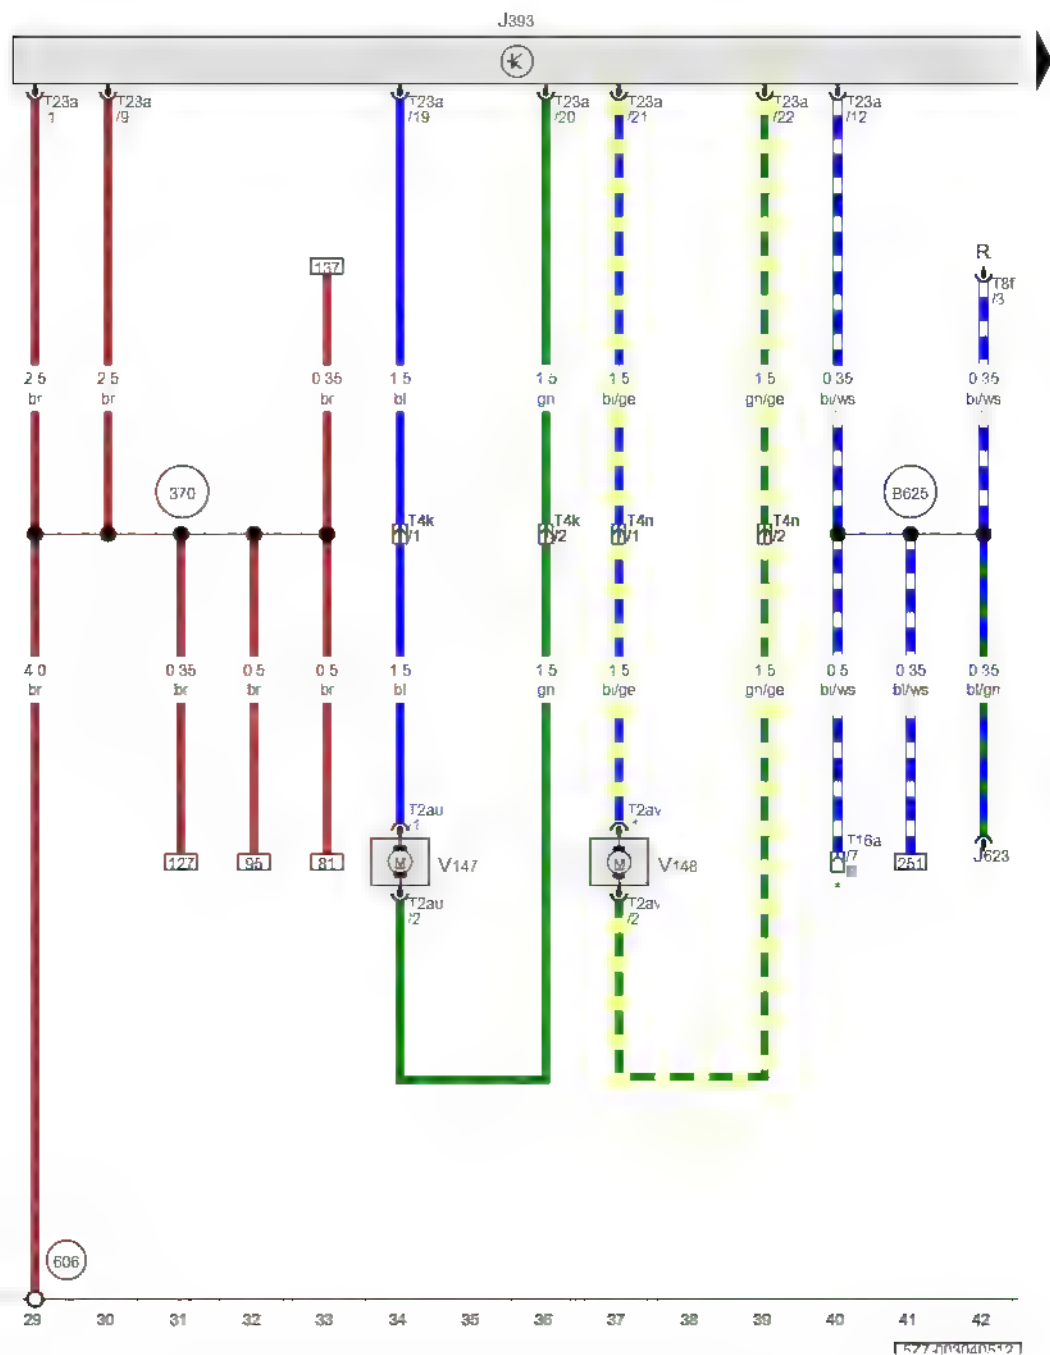 J393
K
T23a T23a T23a T23a T23a T23a T23a
1 /9 /19 /20 /21 /22 /12
R
T8f
/3
137
2 5 2 5 0 35 1 5 1 5 1 5 1 5 0 35 0 35
br br br bl gn bl/ge gn/ge bl/ws bl/ws
370 B625
T4k T4k T4n T4n
/1 /2 /1 /2
4 0 0 35 0 5 0 5 1 5 1 5 1 5 1 5 0 5 0 35 0 35
br br br br bl gn bl/ge gn/ge bl/ws bl/ws bl/gn
T2au T2av
T16a
/7
127 95 81 M V147 M V148 251 J623
*
T2au T2av
/2 /2
606
29 30 31 32 33 34 35 36 37 38 39 40 41 42
577-003040512